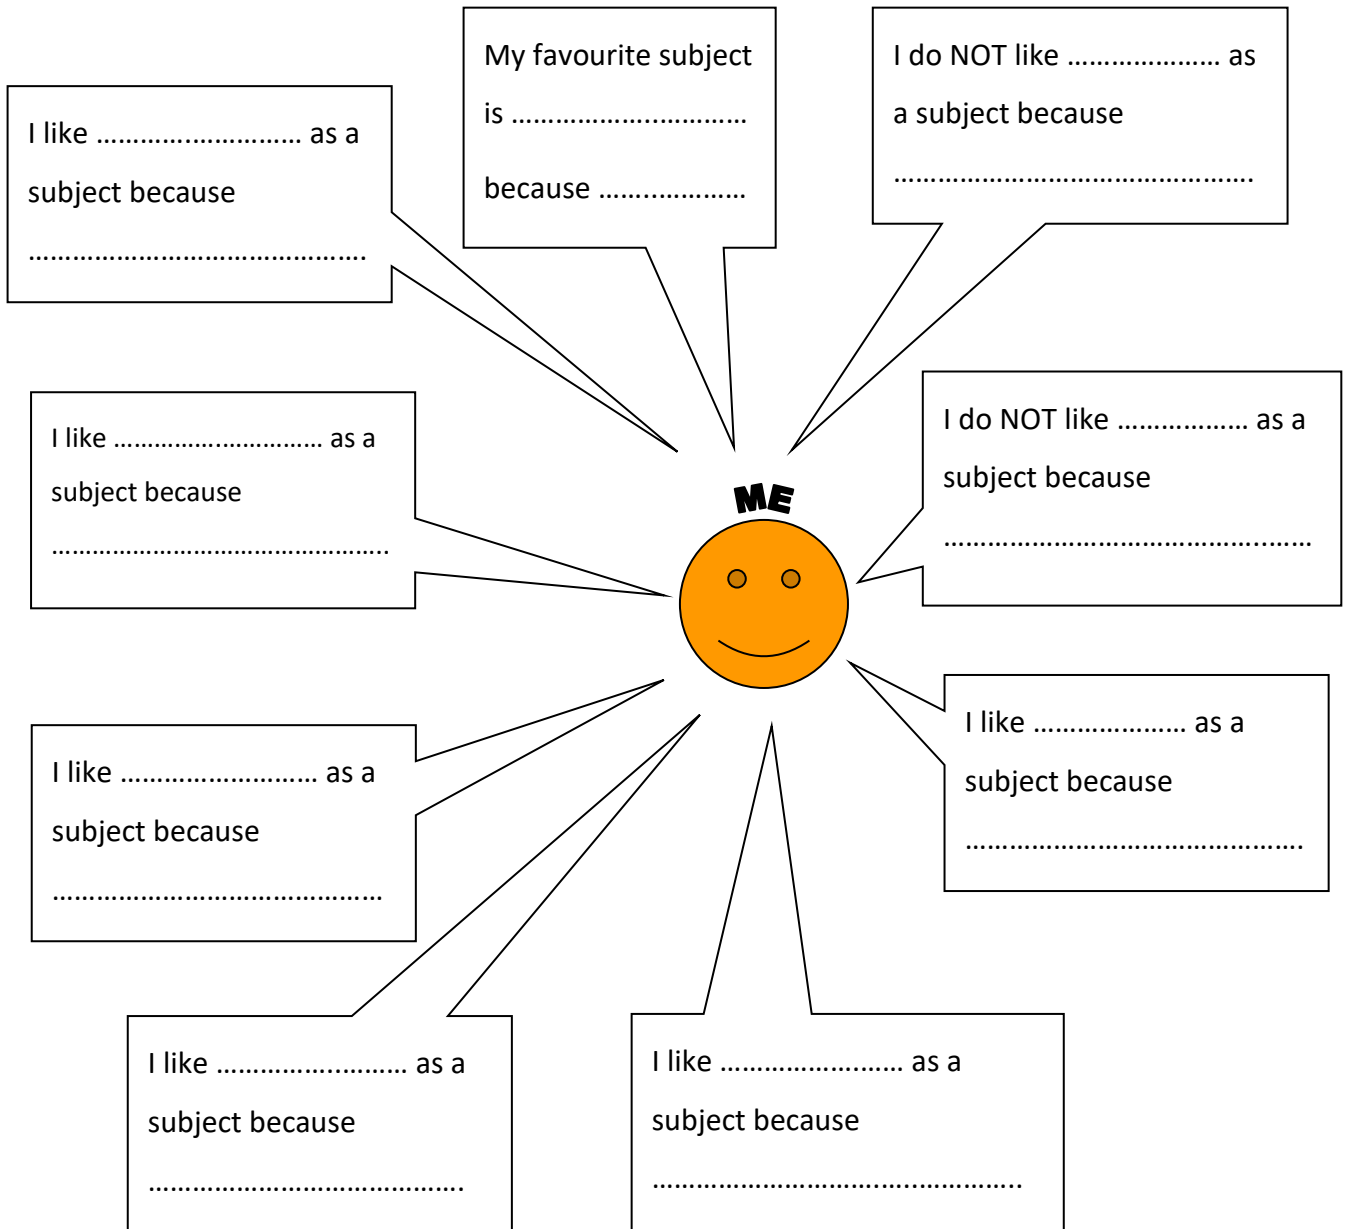 My favourite subject
is ………………..…………
because ……..…………
I do NOT like ………………… as
a subject because
………………………………………….
I like ………….…………… as a
subject because
……………………………………….
I like …………….…………… as a
subject because
……………………………………….
I do NOT like ……………… as a
subject because
……………………………………..……
I like ……………………… as a
subject because
………………………………………
I like ………………… as a
subject because
……………………………………….
I like ……………..……… as a
subject because
…………………………………….
I like ……………….…… as a
subject because
………………………….…..…………..
ME